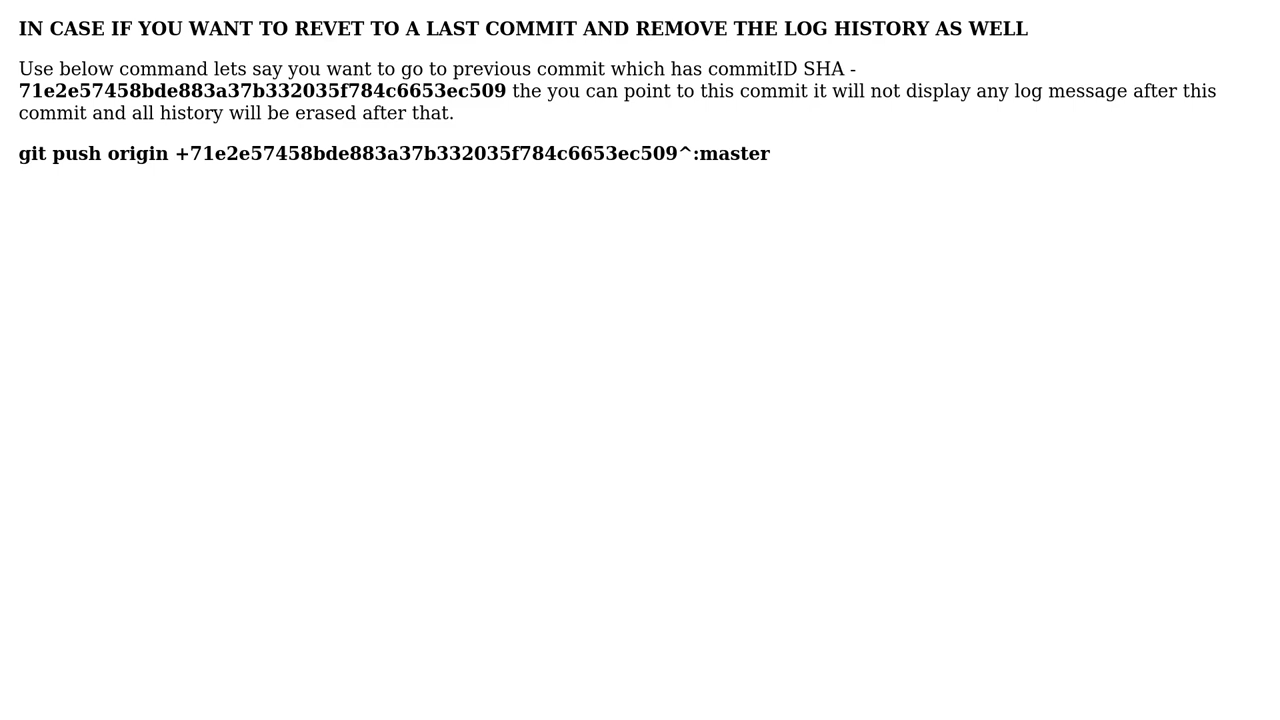 IN CASE IF YOU WANT TO REVET TO A LAST COMMIT AND REMOVE THE LOG HISTORY AS WELL
Use below command lets say you want to go to previous commit which has commitID SHA -
71e2e57458bde883a37b332035f784c6653ec509 the you can point to this commit it will not display any log message after this
commit and all history will be erased after that.
git push origin +71e2e57458bde883a37b332035f784c6653ec509^:master